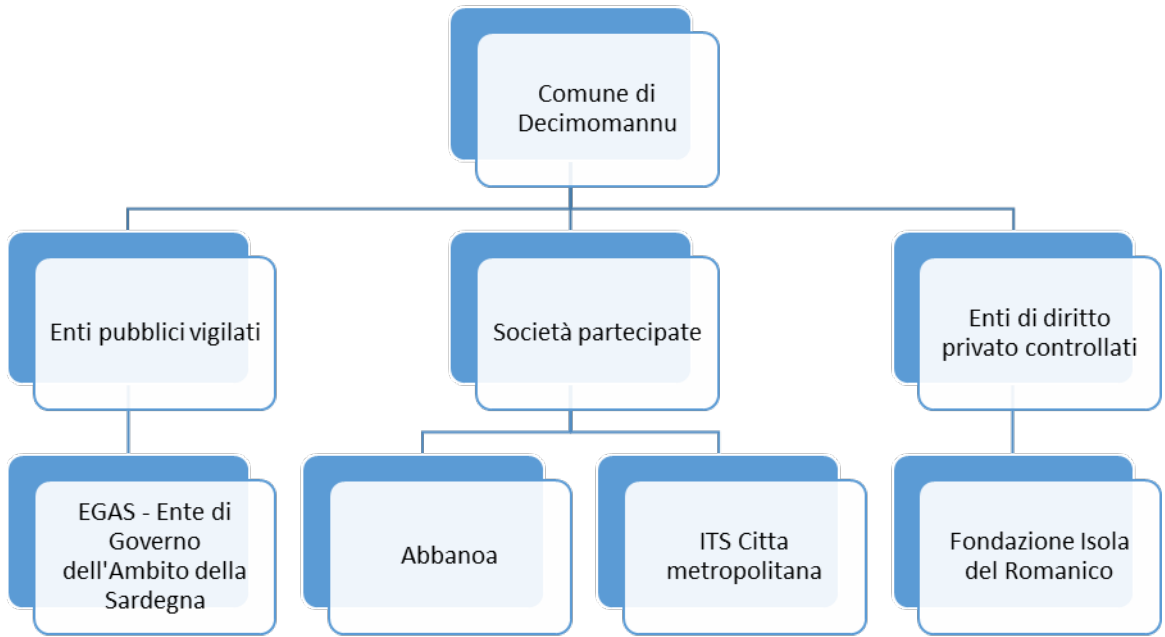 Comune di
Decimomannu
Enti pubblici vigilati
Società partecipate
Enti di diritto
privato controllati
EGAS - Ente di
Governo
dell'Ambito della
Sardegna
Abbanoa
ITS Citta
metropolitana
Fondazione Isola
del Romanico